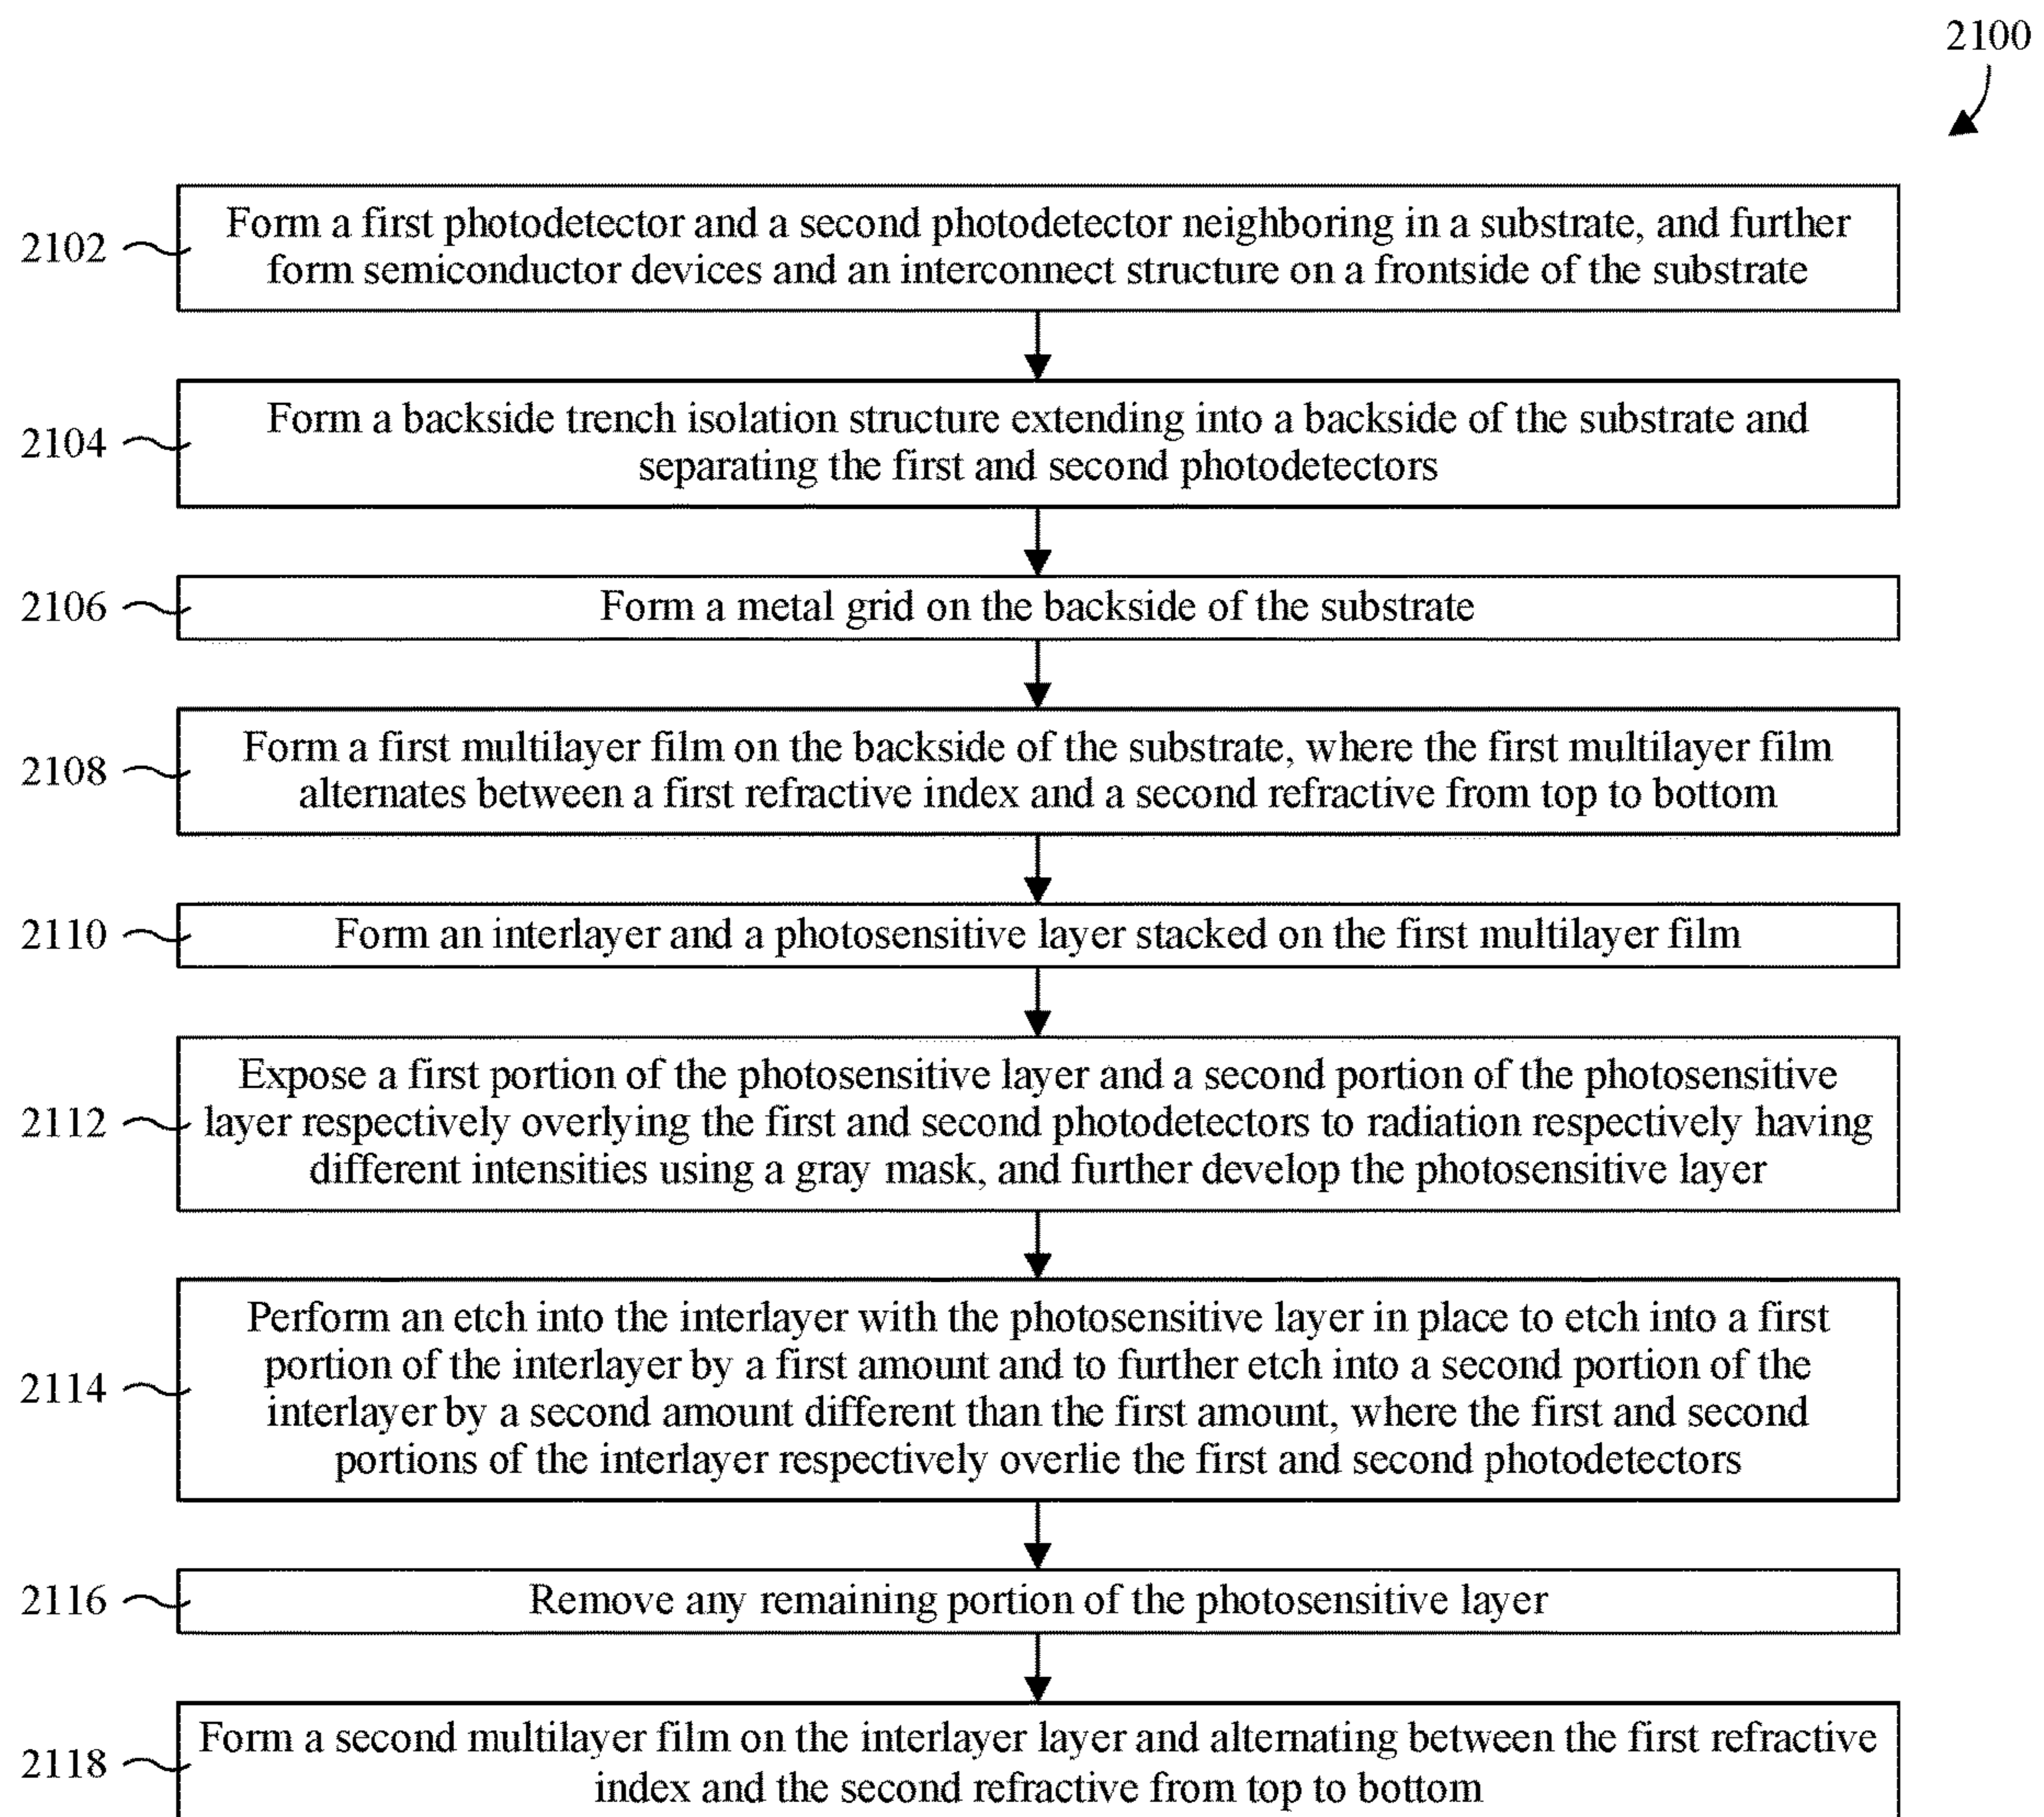 2100
2102
Form a first photodetector and a second photodetector neighboring in a substrate, and further
form semiconductor devices and an interconnect structure on a frontside of the substrate
2104
Form a backside trench isolation structure extending into a backside of the substrate and
separating the first and second photodetectors
2106
Form a metal grid on the backside of the substrate
2108
Form a first multilayer film on the backside of the substrate, where the first multilayer film
alternates between a first refractive index and a second refractive from top to bottom
2110
Form an interlayer and a photosensitive layer stacked on the first multilayer film
2112
Expose a first portion of the photosensitive layer and a second portion of the photosensitive
layer respectively overlying the first and second photodetectors to radiation respectively having
different intensities using a gray mask, and further develop the photosensitive layer
2114
Perform an etch into the interlayer with the photosensitive layer in place to etch into a first
portion of the interlayer by a first amount and to further etch into a second portion of the
interlayer by a second amount different than the first amount, where the first and second
portions of the interlayer respectively overlie the first and second photodetectors
2116
Remove any remaining portion of the photosensitive layer
2118
Form a second multilayer film on the interlayer layer and alternating between the first refractive
index and the second refractive from top to bottom